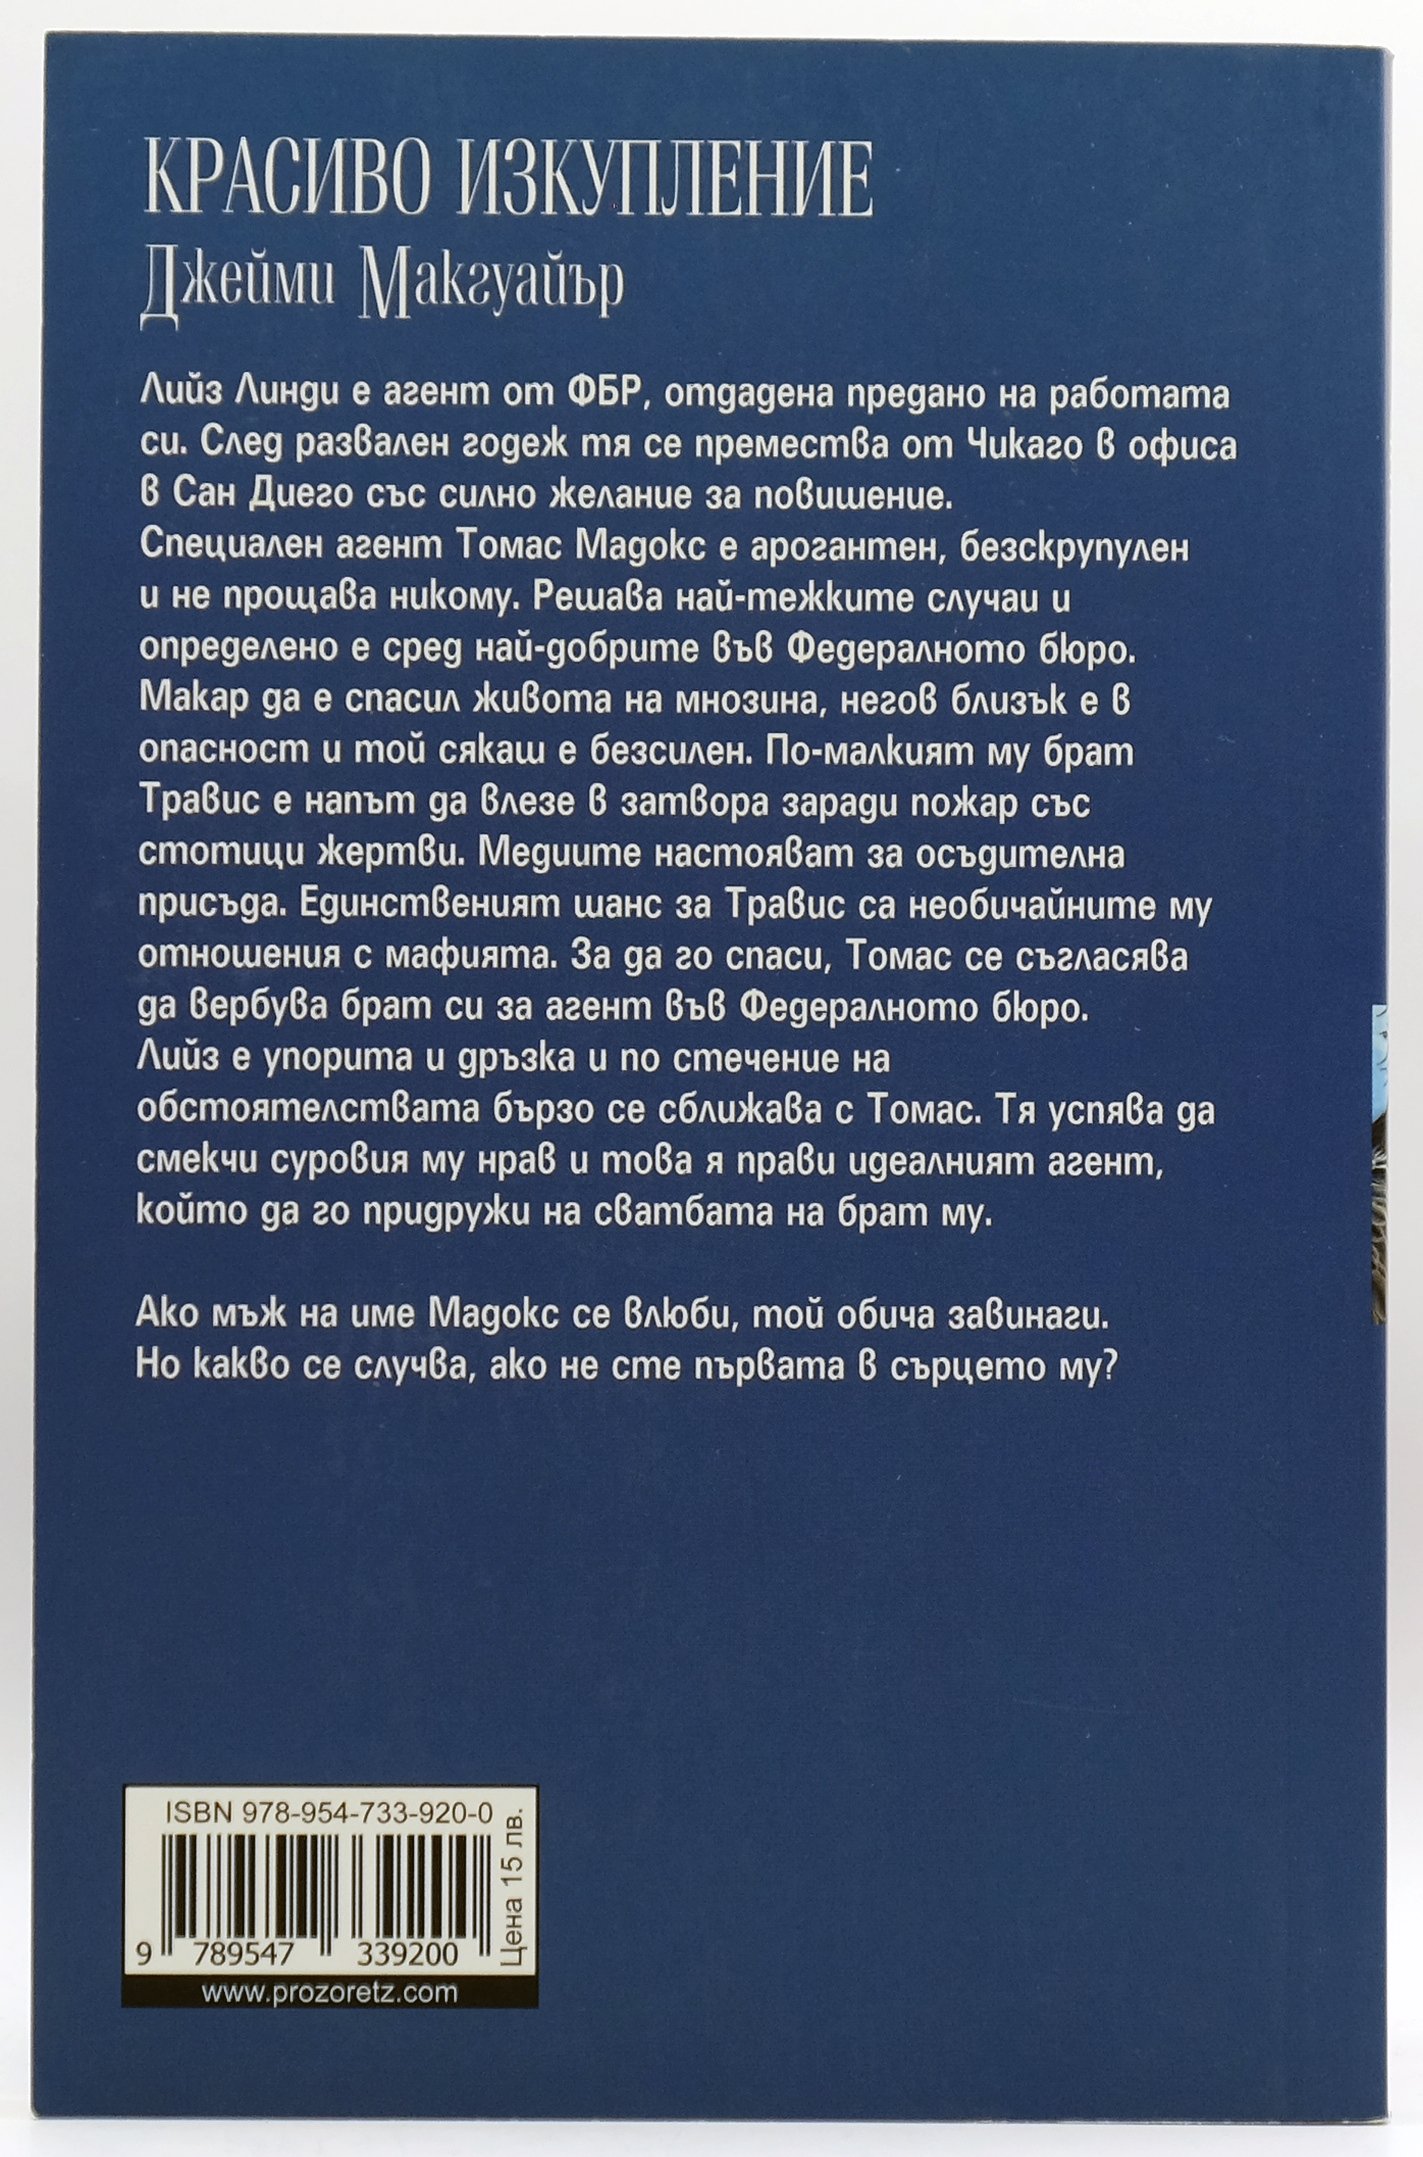 КРАСИВО ИЗКУПЛЕНИЕ
Джейми Макгуайър
Лийз Линди е агент от ФБР, отдадена предано на работата
си. След развален годеж тя се премества от Чикаго в офиса
в Сан Диего със силно желание за повишение.
Специален агент Томас Мадокс е арогантен, безскрупулен
и не прощава никому. Решава най-тежките случаи и
определено е сред най-добрите във Федералното бюро.
Макар да е спасил живота на мнозина, негов близък е в
опасност и той сякаш е безсилен. По-малкият му брат
Травис е напът да влезе в затвора заради пожар със
стотици жертви. Медиите настояват за осъдителна
присъда. Единственият шанс за Травис са необичайните му
отношения с мафията. За да го спаси, Томас се съгласява
да вербува брат си за агент във Федералното бюро.
Лийз е упорита и дръзка и по стечение на
обстоятелствата бързо се сближава с Томас. Тя успява да
смекчи суровия му нрав и това я прави идеалният агент,
който да го придружи на сватбата на брат му.
Ако мъж на име Мадокс се влюби, той обича завинаги.
Но какво се случва, ако не сте първата в сърцето му?
ISBN 978-954-733-920-0
9 789547 339200
Цена 15 лв.
www.prozoretz.com